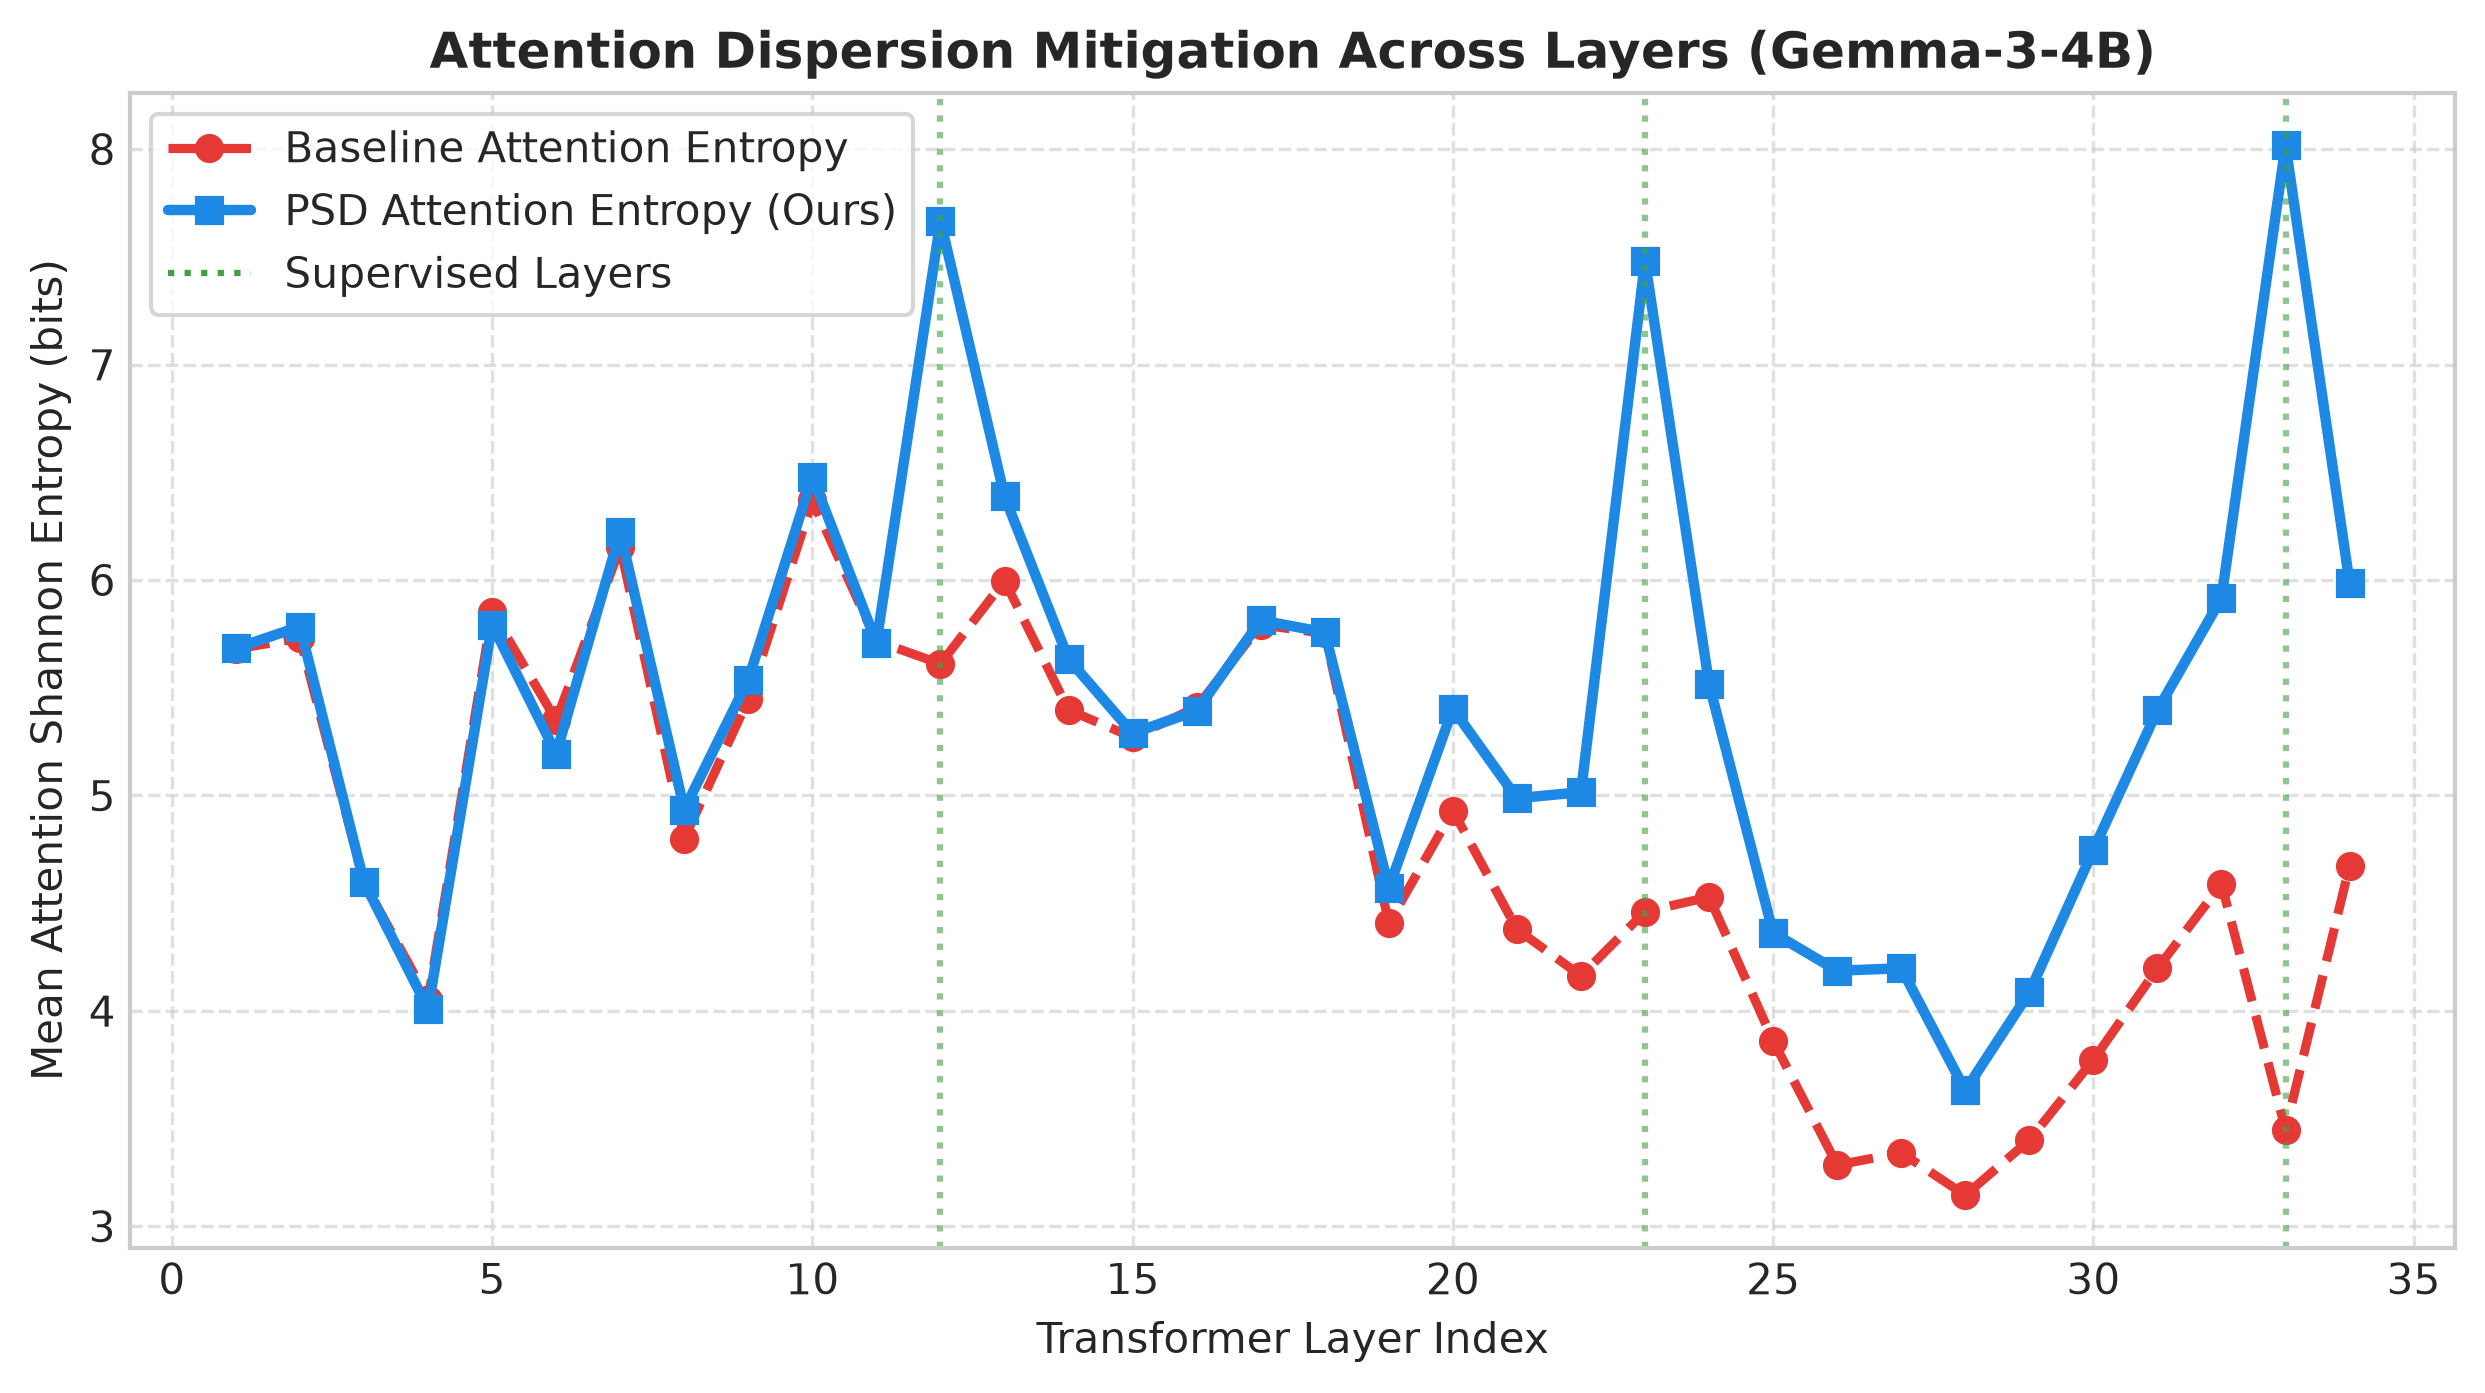 Attention Dispersion Mitigation Across Layers (Gemma-3-4B)
Baseline Attention Entropy
PSD Attention Entropy (Ours)
Supervised Layers
Mean Attention Shannon Entropy (bits)
8
7
6
5
4
3
0 5 10 15 20 25 30 35
Transformer Layer Index